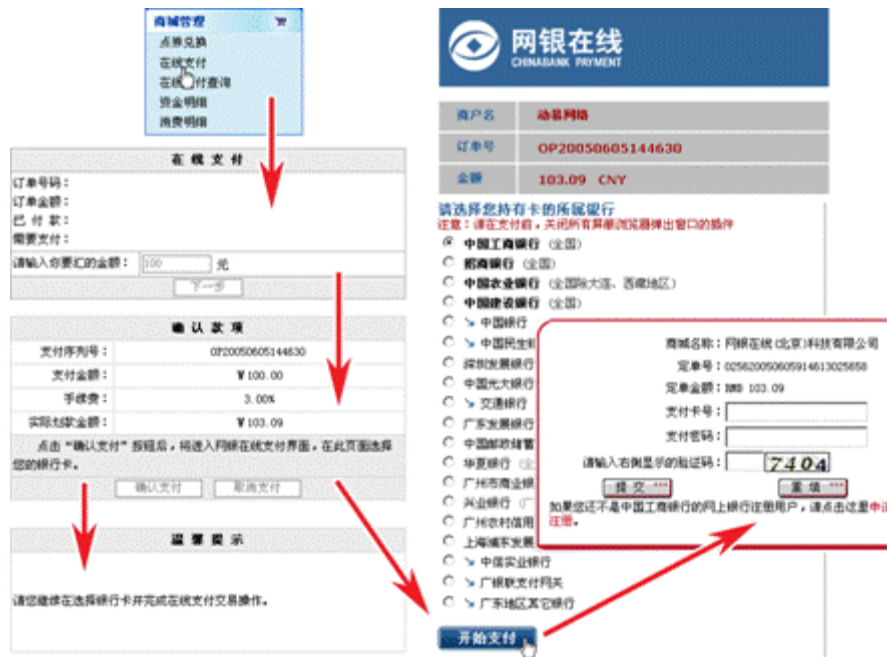 商城管理
点券兑换
在线支付
在线支付查询
资金明细
消费明细
在 线 支 付
订单号码：
订单金额：
已 付 款：
需要支付：
请输入你要汇的金额： 100 元
下一步
确 认 款 项
支付序列号： OP20050605144630
支付金额： ￥100.00
手续费： 3.00%
实际划款金额： ￥103.09
点击“确认支付”按钮后，将进入网银在线支付界面，在此页面选择
您的银行卡。
确认支付 取消支付
温 馨 提 示
请您继续在选择银行卡并完成在线支付交易操作。
网银在线
CHINABANK PAYMENT
商户名 动易网络
订单号 OP20050605144630
金额 103.09 CNY
请选择您持有卡的所属银行
注意：请在支付前，关闭所有屏蔽浏览器弹出窗口的插件
中国工商银行 (全国)
招商银行 (全国)
中国农业银行 (全国除大连、西藏地区)
中国建设银行 (全国)
中国银行
中国民生
深圳发展银行
中国光大银行
交通银行
广东发展银行
中国邮政储蓄
华夏银行 (全
广州市商业银
兴业银行 (广
广州农村信用
上海浦东发展
中信实业银行
广银联支付网关
广东地区其它银行
开始支付
商城名称：网银在线(北京)科技有限公司
定单号：025620050605914613025658
定单金额：RMB 103.09
支付卡号：
支付密码：
请输入右侧显示的验证码： 7404
提 交 重 填
如果您还不是中国工商银行的网上银行注册用户，请点击这里申请
注册。